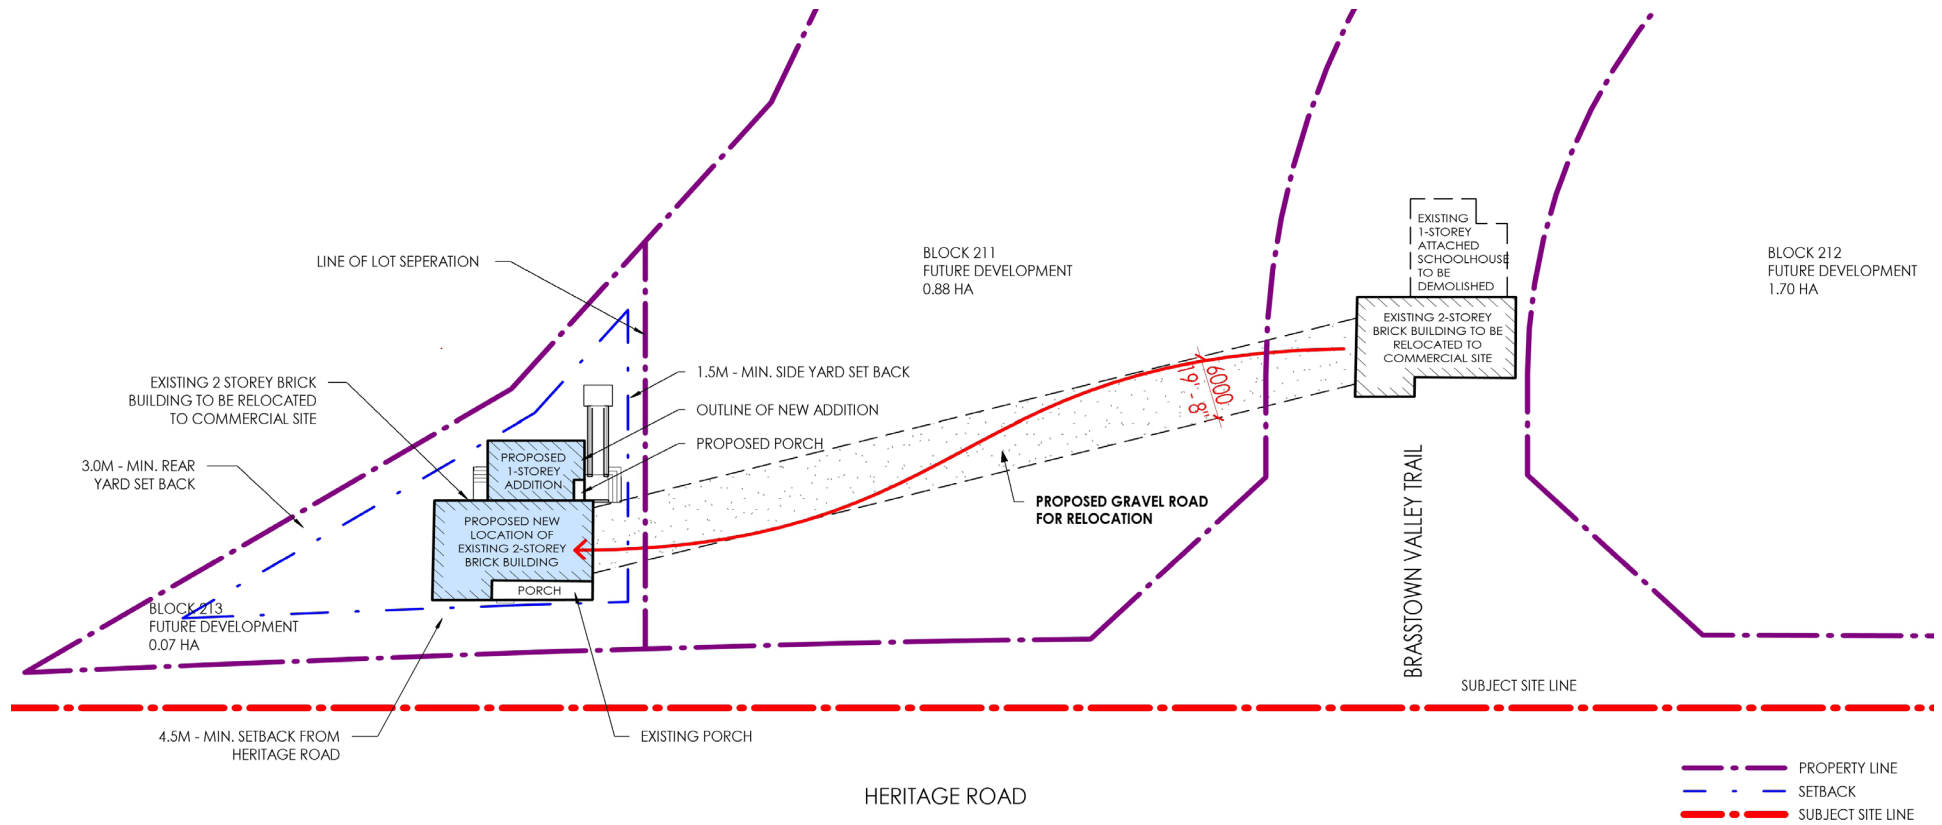 LINE OF LOT SEPERATION
BLOCK 211
FUTURE DEVELOPMENT
0.88 HA
EXISTING
1-STOREY
ATTACHED
SCHOOLHOUSE
TO BE
DEMOLISHED
BLOCK 212
FUTURE DEVELOPMENT
1.70 HA
EXISTING 2-STOREY
BRICK BUILDING TO BE
RELOCATED TO
COMMERCIAL SITE
EXISTING 2 STOREY BRICK
BUILDING TO BE RELOCATED
TO COMMERCIAL SITE
1.5M - MIN. SIDE YARD SET BACK
OUTLINE OF NEW ADDITION
PROPOSED PORCH
6000
19' - 8"
3.0M - MIN. REAR
YARD SET BACK
PROPOSED
1-STOREY
ADDITION
PROPOSED NEW
LOCATION OF
EXISTING 2-STOREY
BRICK BUILDING
PORCH
PROPOSED GRAVEL ROAD
FOR RELOCATION
BRASSTOWN VALLEY TRAIL
BLOCK 213
FUTURE DEVELOPMENT
0.07 HA
SUBJECT SITE LINE
4.5M - MIN. SETBACK FROM
HERITAGE ROAD
EXISTING PORCH
HERITAGE ROAD
PROPERTY LINE
SETBACK
SUBJECT SITE LINE